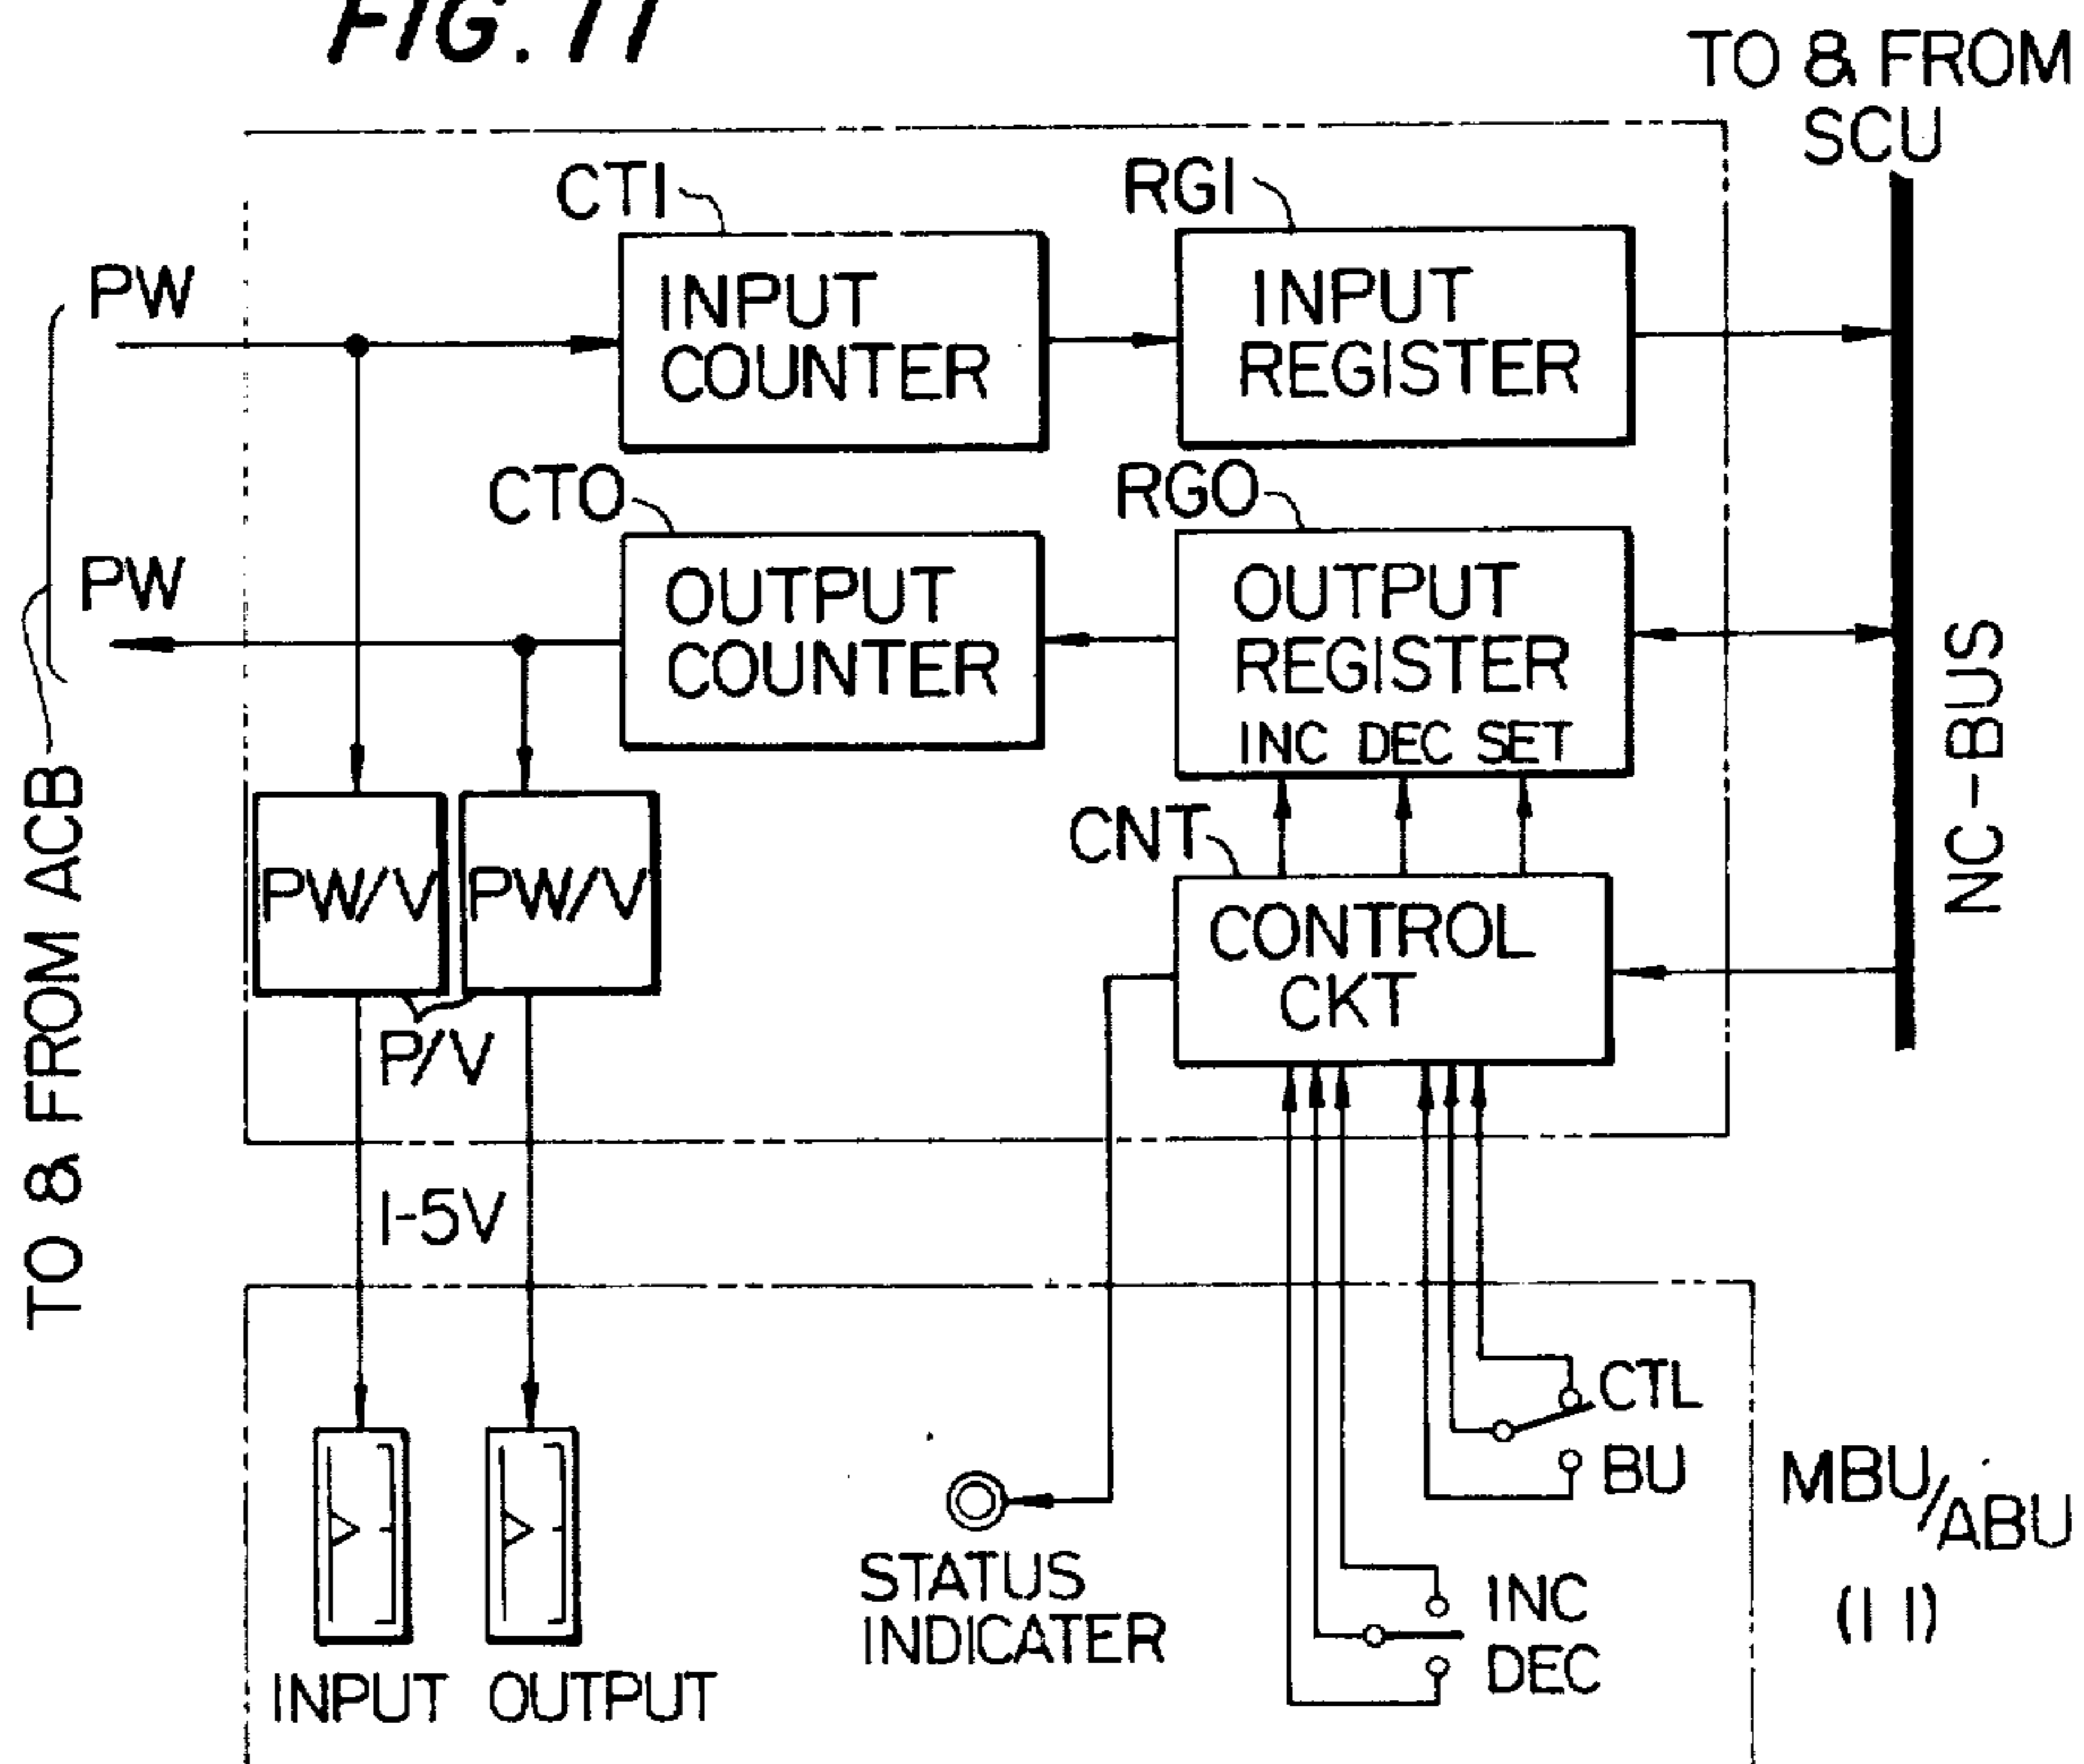 FIG. 11
TO & FROM
SCU
CTI
RGI
PW
INPUT
COUNTER
INPUT
REGISTER
CTO
RGO
PW
OUTPUT
COUNTER
OUTPUT
REGISTER
INC DEC SET
NC-BUS
TO & FROM ACB
CNT
PW/V
PW/V
CONTROL
CKT
P/V
1-5V
CTL
BU
MBU/ABU
(11)
STATUS
INDICATER
INC
DEC
INPUT OUTPUT